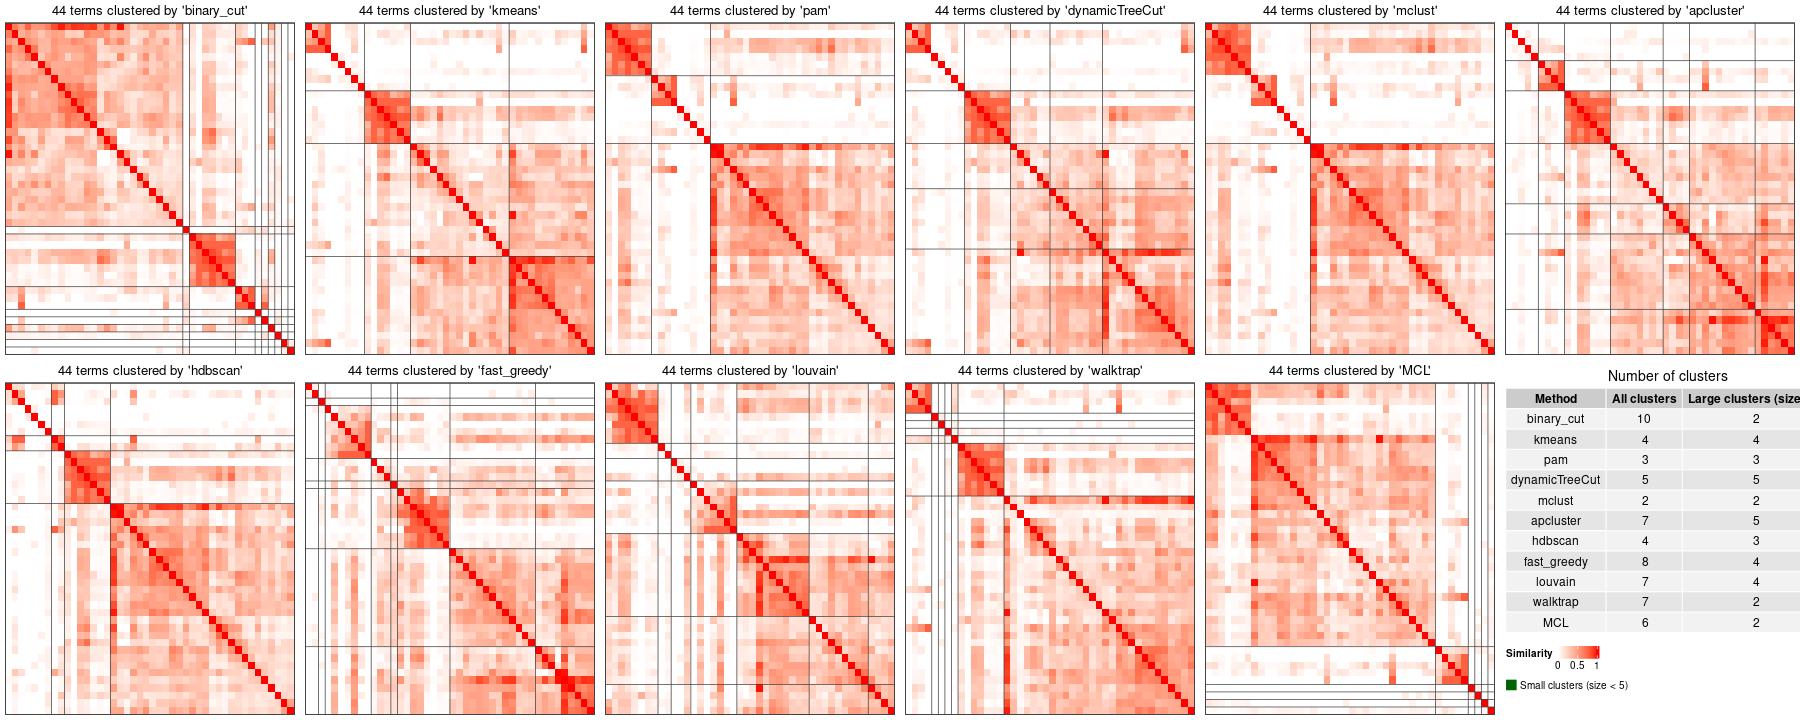 44 terms clustered by 'binary_cut'
44 terms clustered by 'kmeans'
44 terms clustered by 'pam'
44 terms clustered by 'dynamicTreeCut'
44 terms clustered by 'mclust'
44 terms clustered by 'apcluster'
44 terms clustered by 'hdbscan'
44 terms clustered by 'fast_greedy'
44 terms clustered by 'louvain'
44 terms clustered by 'walktrap'
44 terms clustered by 'MCL'
Number of clusters
Method All clusters Large clusters (size
binary_cut 10 2
kmeans 4 4
pam 3 3
dynamicTreeCut 5 5
mclust 2 2
apcluster 7 5
hdbscan 4 3
fast_greedy 8 4
louvain 7 4
walktrap 7 2
MCL 6 2
Similarity
0 0.5 1
Small clusters (size < 5)